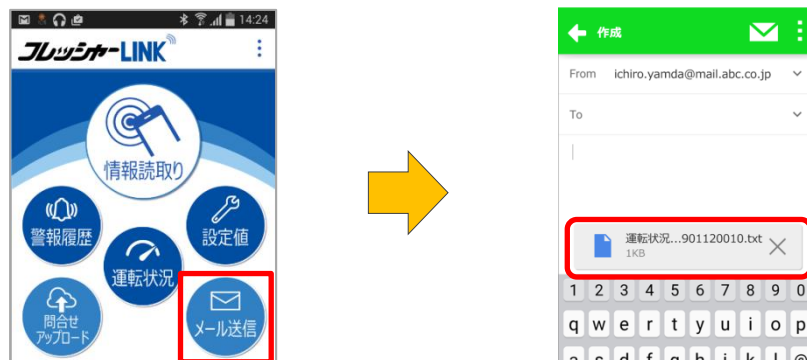 14:24
フレッシャーLINK
情報読取り
警報履歴
設定値
運転状況
問合せ
アップロード
メール送信
作成
From ichiro.yamda@mail.abc.co.jp
To
運転状況...901120010.txt
1KB
1 2 3 4 5 6 7 8 9 0
q w e r t y u i o p